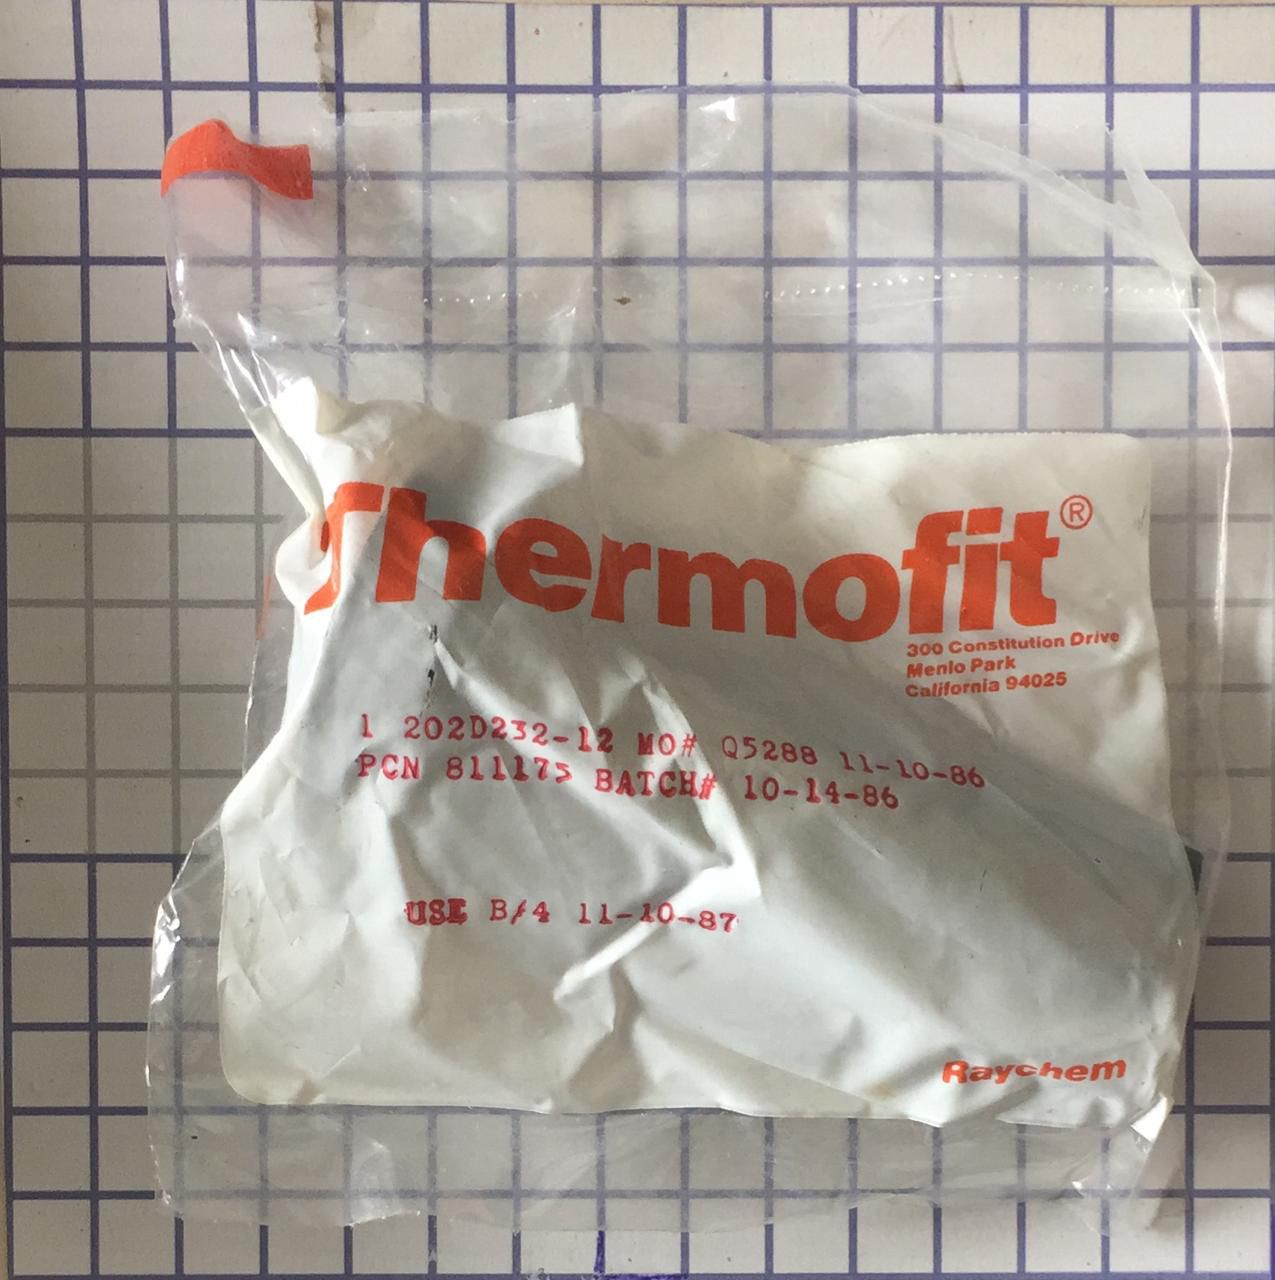 Thermofit®
300 Constitution Drive
Menlo Park
California 94025
1 202D232-12 MO# Q5288 11-10-86
PCN 811175 BATCH# 10-14-86
USE B/4 11-10-87
Raychem